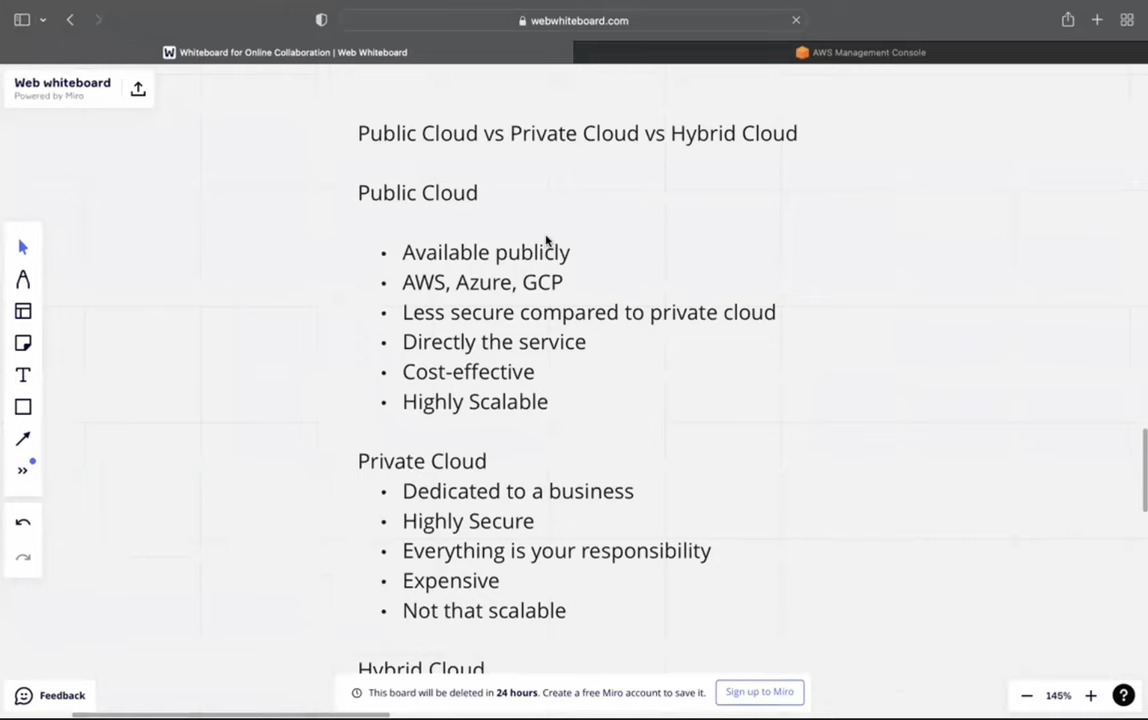 webwhiteboard.com
Whiteboard for Online Collaboration | Web Whiteboard
AWS Management Console
Web whiteboard
Powered by Miro
Public Cloud vs Private Cloud vs Hybrid Cloud
Public Cloud
• Available publicly
• AWS, Azure, GCP
• Less secure compared to private cloud
• Directly the service
• Cost-effective
• Highly Scalable
Private Cloud
• Dedicated to a business
• Highly Secure
• Everything is your responsibility
• Expensive
• Not that scalable
Hybrid Cloud
Feedback
This board will be deleted in 24 hours. Create a free Miro account to save it.
Sign up to Miro
145%